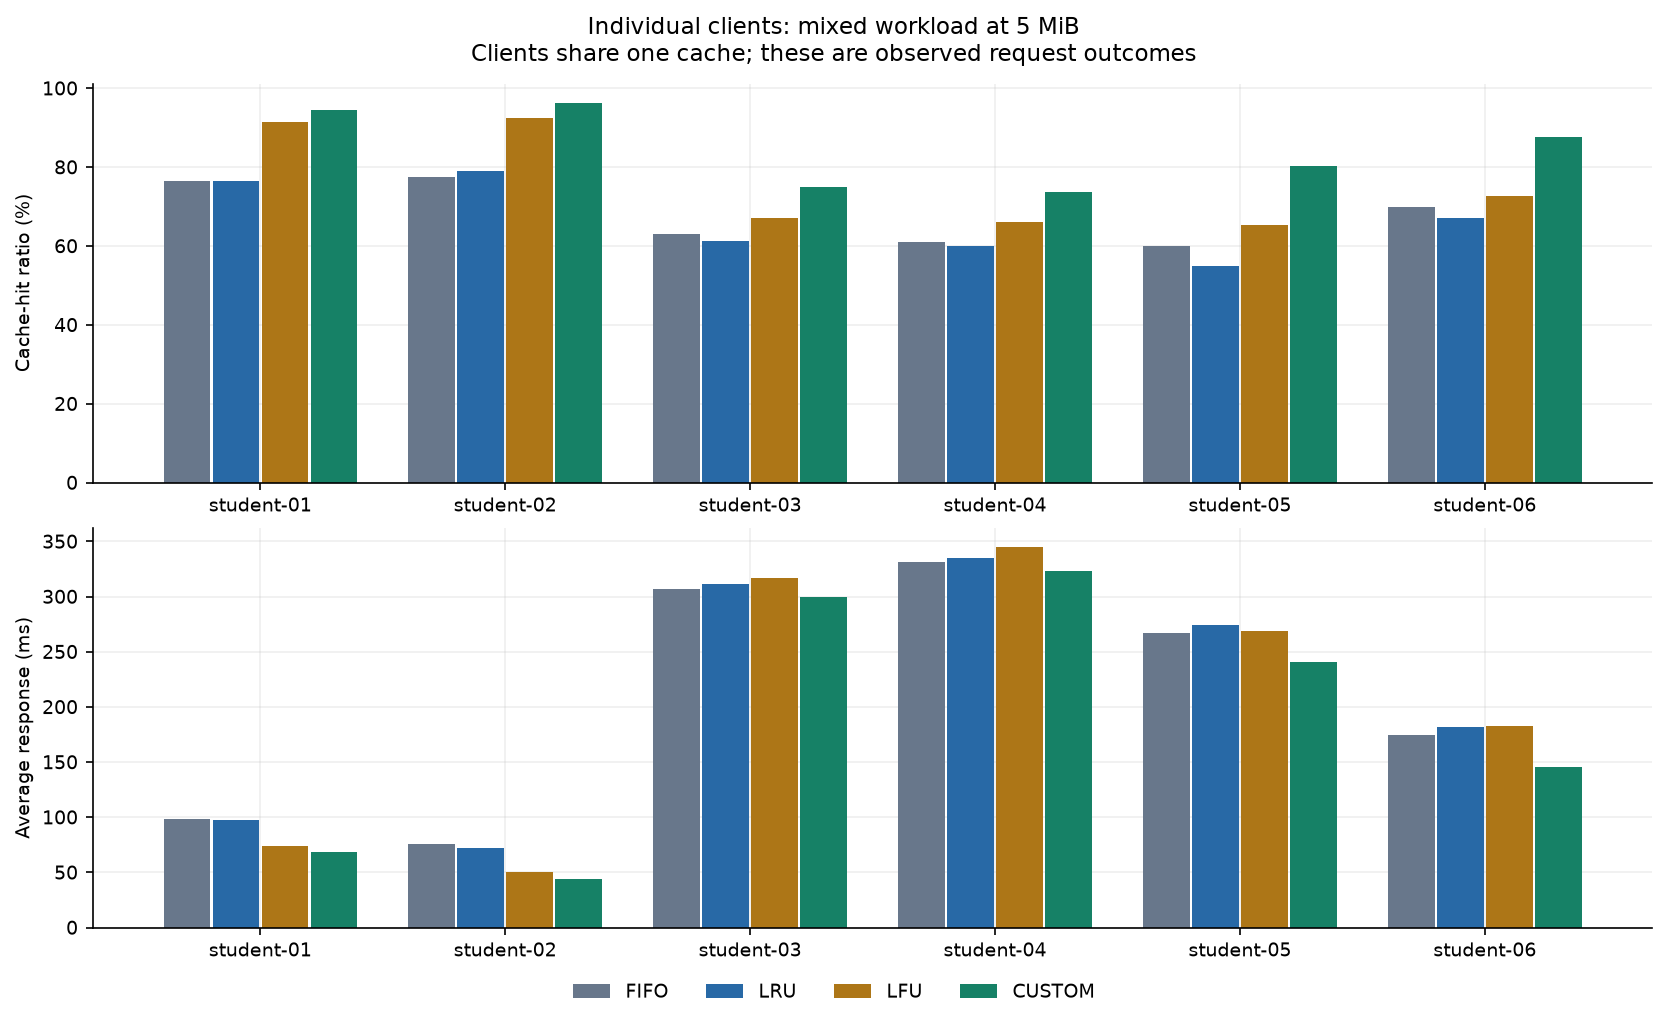 Individual clients: mixed workload at 5 MiB
Clients share one cache; these are observed request outcomes
Cache-hit ratio (%)
100
80
60
40
20
0
student-01 student-02 student-03 student-04 student-05 student-06
Average response (ms)
350
300
250
200
150
100
50
0
student-01 student-02 student-03 student-04 student-05 student-06
FIFO LRU LFU CUSTOM